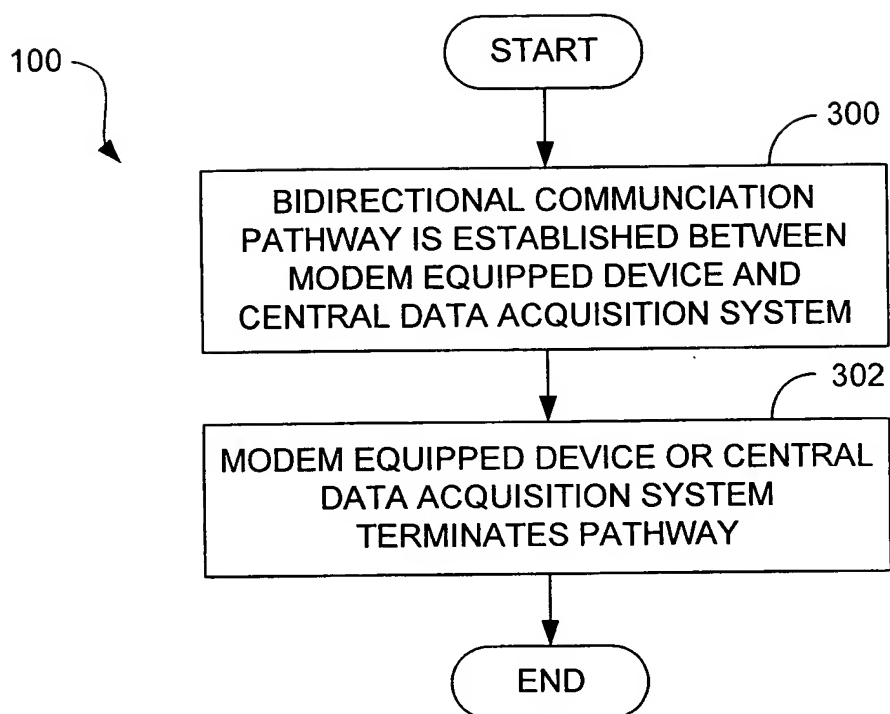 START
100
300
BIDIRECTIONAL COMMUNCIATION
PATHWAY IS ESTABLISHED BETWEEN
MODEM EQUIPPED DEVICE AND
CENTRAL DATA ACQUISITION SYSTEM
302
MODEM EQUIPPED DEVICE OR CENTRAL
DATA ACQUISITION SYSTEM
TERMINATES PATHWAY
END